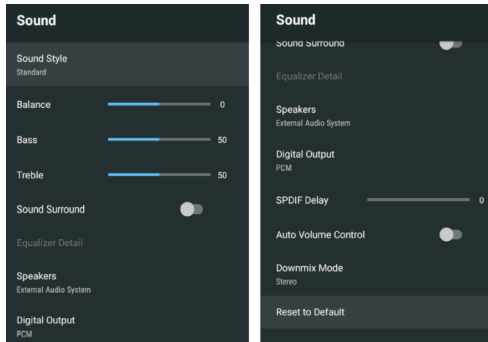 Sound
Sound Style
Standard
Balance 0
Bass 50
Treble 50
Sound Surround
Equalizer Detail
Speakers
External Audio System
Digital Output
PCM
Sound
Sound Surround
Equalizer Detail
Speakers
External Audio System
Digital Output
PCM
SPDIF Delay 0
Auto Volume Control
Downmix Mode
Stereo
Reset to Default